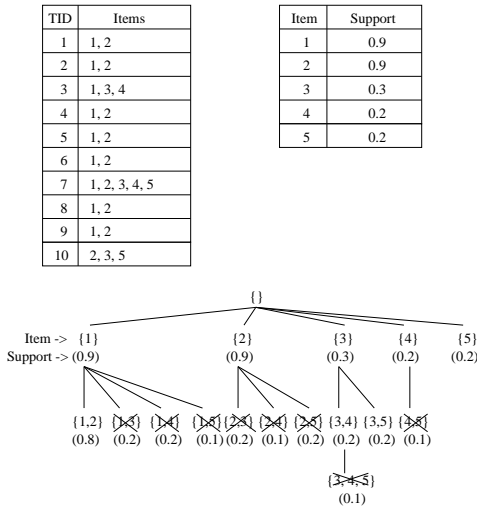 TID Items
1 1, 2
2 1, 2
3 1, 3, 4
4 1, 2
5 1, 2
6 1, 2
7 1, 2, 3, 4, 5
8 1, 2
9 1, 2
10 2, 3, 5
Item Support
1 0.9
2 0.9
3 0.3
4 0.2
5 0.2
{}
Item -> {1} {2} {3} {4} {5}
Support -> (0.9) (0.9) (0.3) (0.2) (0.2)
{1,2} {1,3} {1,4} {1,5} {2,3} {2,4} {2,5} {3,4} {3,5} {4,5}
(0.8) (0.2) (0.2) (0.1) (0.2) (0.1) (0.2) (0.2) (0.2) (0.1)
{3, 4, 5}
(0.1)